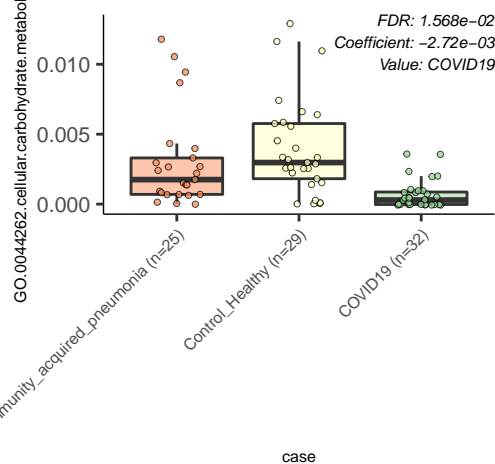 GO.0044262.cellular.carbohydrate.metabol
FDR: 1.568e−02
Coefficient: −2.72e−03
Value: COVID19
0.010
0.005
0.000
munity_acquired_pneumonia (n=25)
Control_Healthy (n=29)
COVID19 (n=32)
case